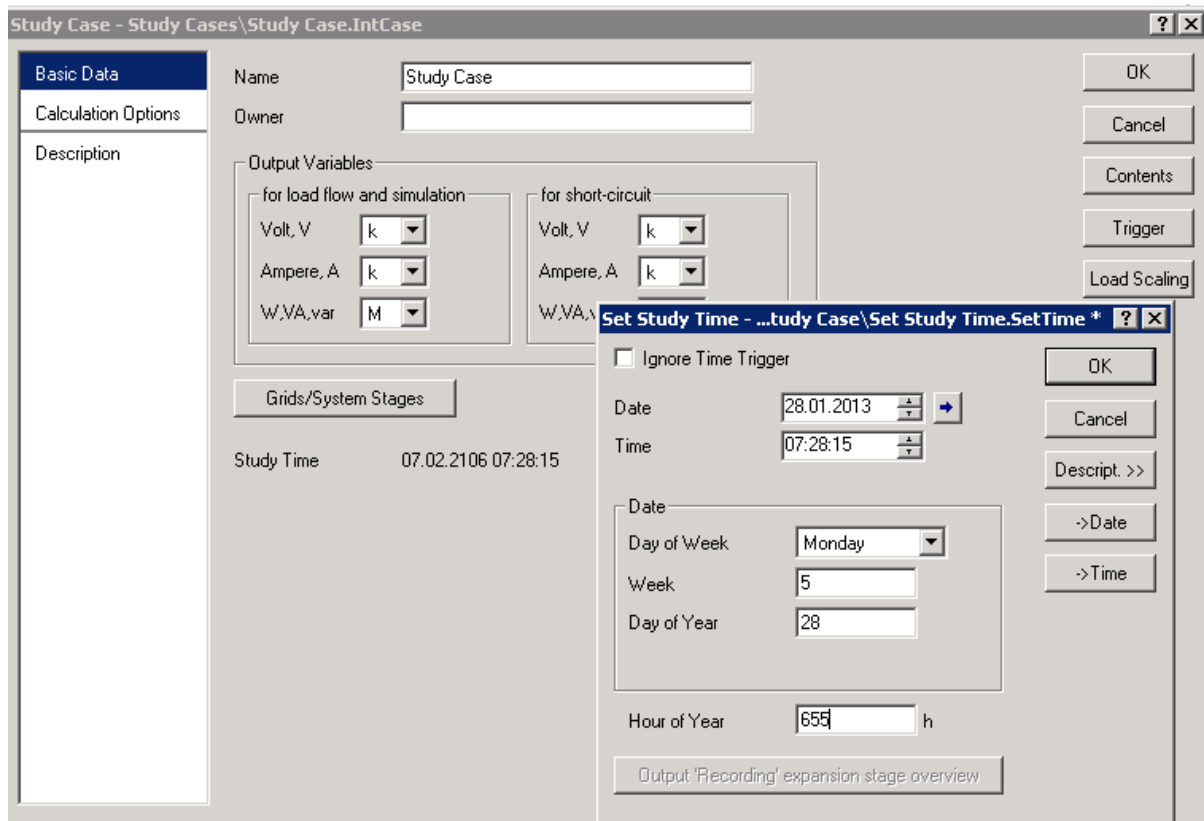 Study Case - Study Cases\Study Case.IntCase
Basic Data
Calculation Options
Description
Name
Study Case
Owner
Output Variables
for load flow and simulation
Volt, V
k
Ampere, A
k
W,VA,var
M
for short-circuit
Volt, V
k
Ampere, A
k
W,VA,v
Grids/System Stages
Study Time
07.02.2106 07:28:15
OK
Cancel
Contents
Trigger
Load Scaling
Set Study Time - ...tudy Case\Set Study Time.SetTime *
Ignore Time Trigger
Date
28.01.2013
Time
07:28:15
Date
Day of Week
Monday
Week
5
Day of Year
28
Hour of Year
655
h
Output 'Recording' expansion stage overview
OK
Cancel
Descript. >>
->Date
->Time